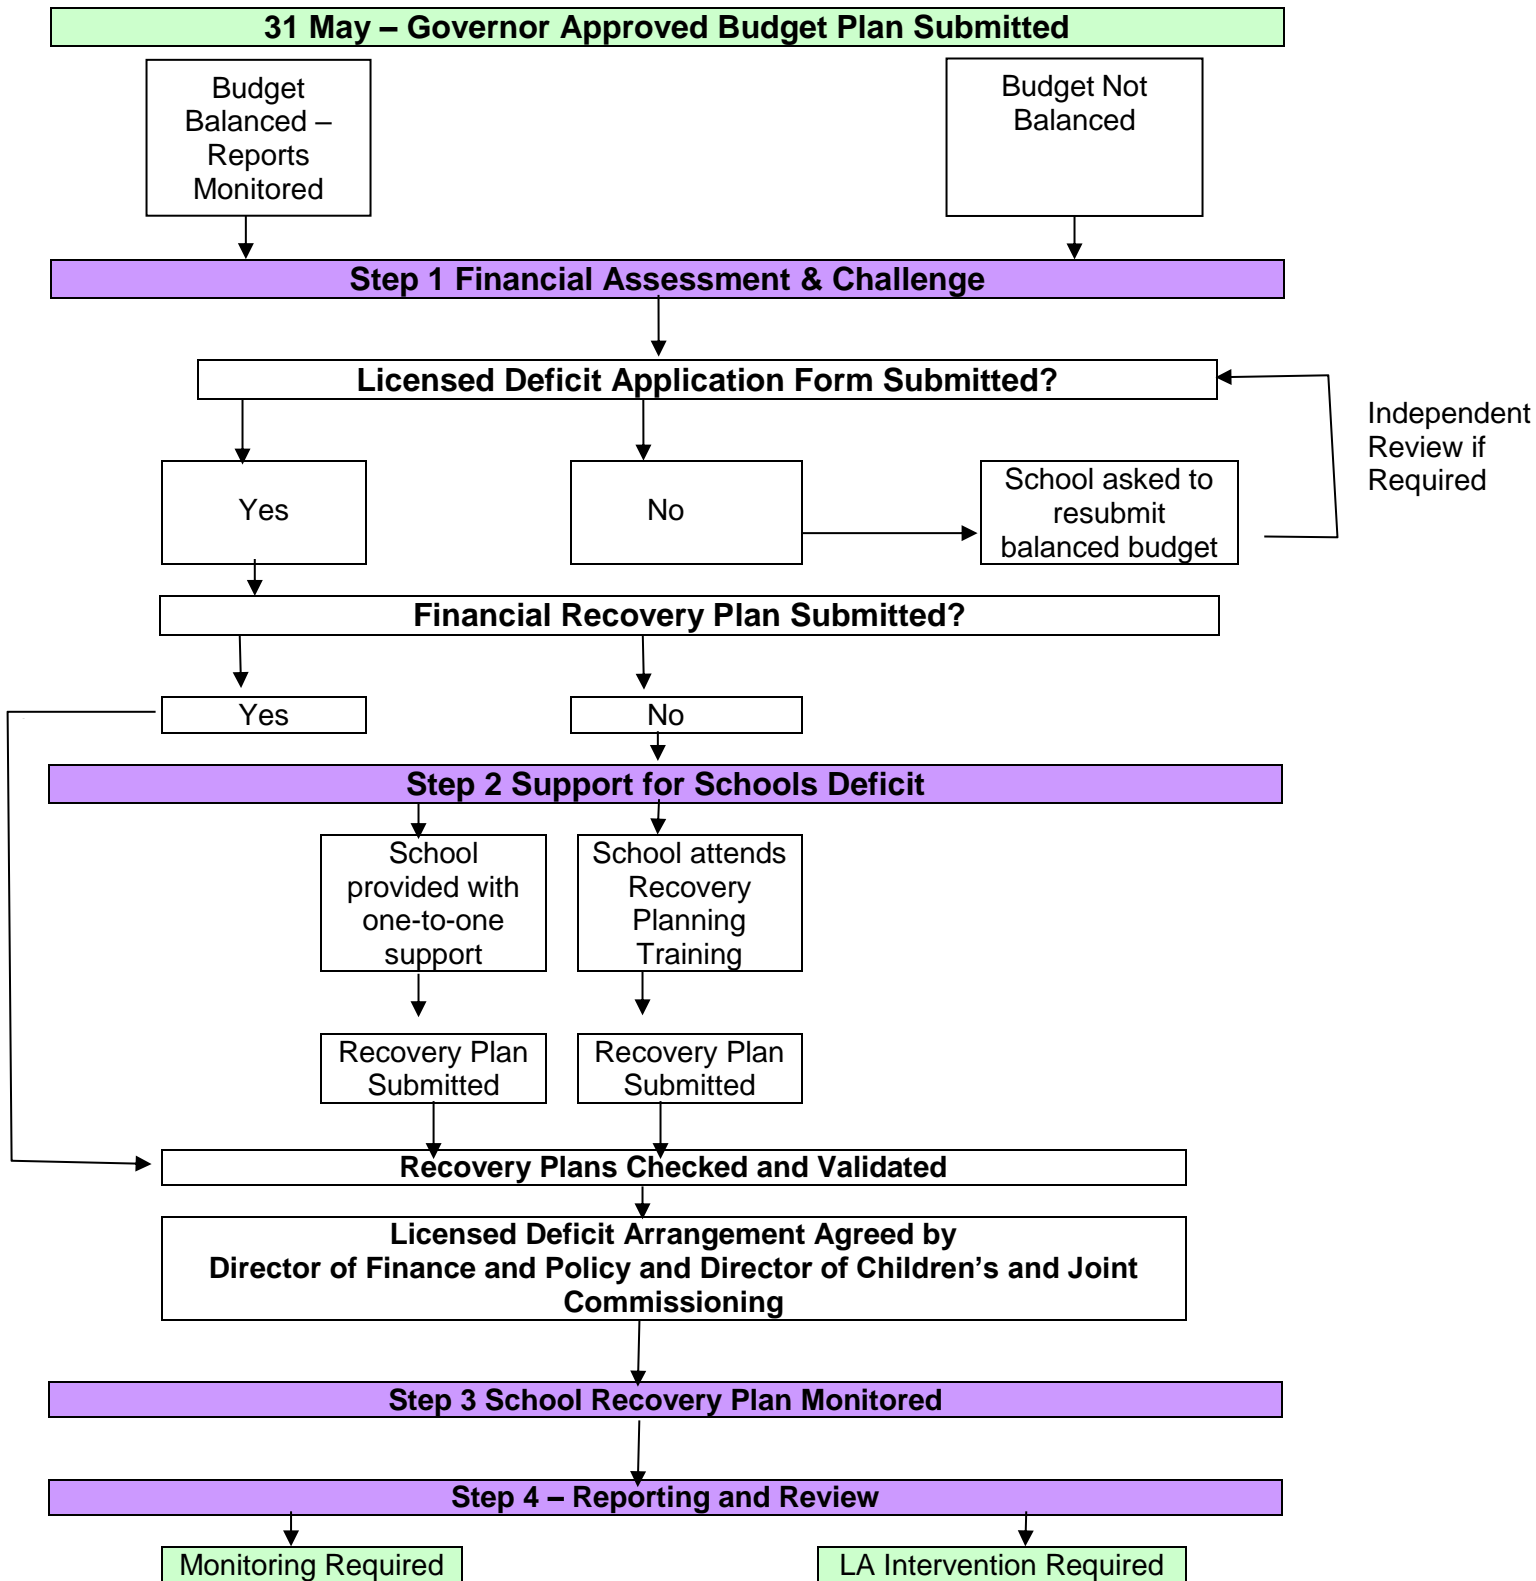 31 May – Governor Approved Budget Plan Submitted
Budget
Balanced –
Reports
Monitored
Budget Not
Balanced
Step 1 Financial Assessment & Challenge
Licensed Deficit Application Form Submitted?
Independent
Review if
Required
Yes
No
School asked to
resubmit
balanced budget
Financial Recovery Plan Submitted?
Yes
No
Step 2 Support for Schools Deficit
School
provided with
one-to-one
support
School attends
Recovery
Planning
Training
Recovery Plan
Submitted
Recovery Plan
Submitted
Recovery Plans Checked and Validated
Licensed Deficit Arrangement Agreed by
Director of Finance and Policy and Director of Children’s and Joint
Commissioning
Step 3 School Recovery Plan Monitored
Step 4 – Reporting and Review
Monitoring Required
LA Intervention Required